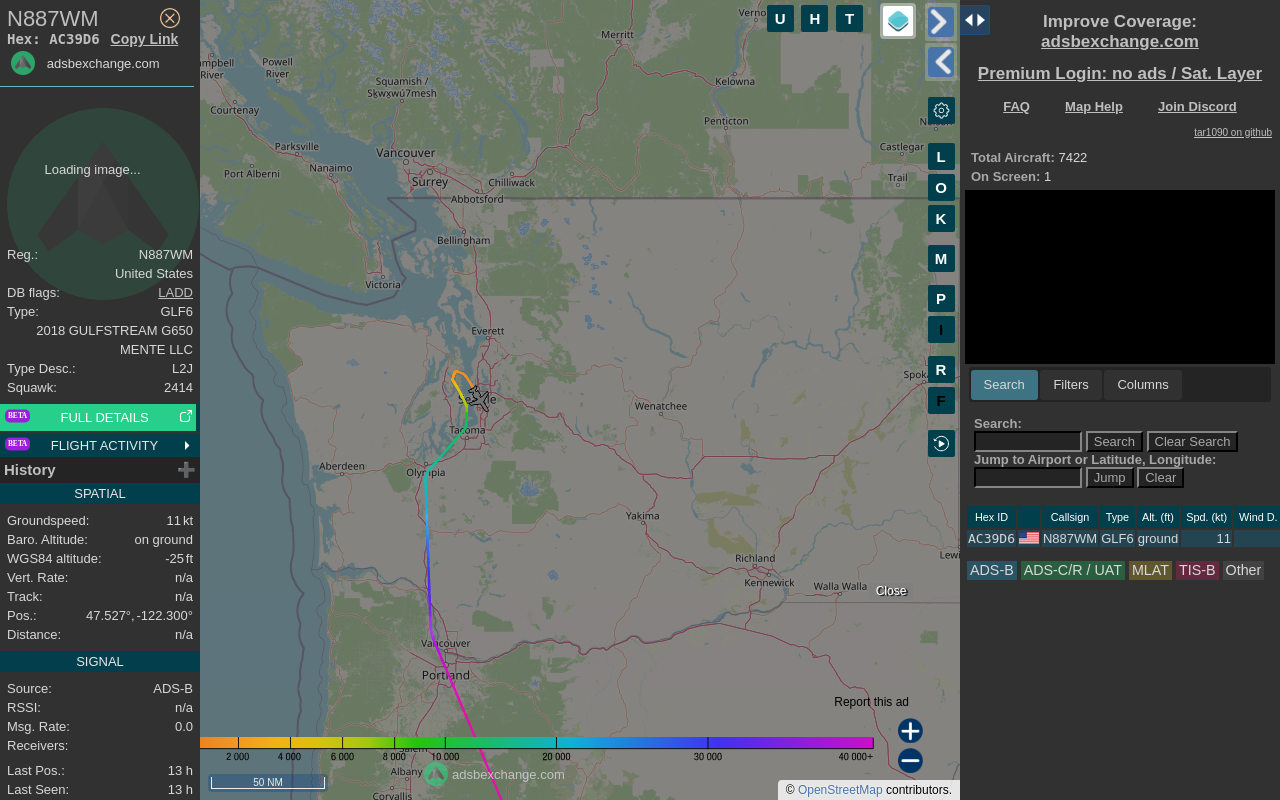 N887WM
Hex: AC39D6 Copy Link
adsbexchange.com
Loading image...
Reg.: N887WM
United States
DB flags: LADD
Type: GLF6
2018 GULFSTREAM G650
MENTE LLC
Type Desc.: L2J
Squawk: 2414
BETA FULL DETAILS
BETA FLIGHT ACTIVITY
History
SPATIAL
Groundspeed: 11 kt
Baro. Altitude: on ground
WGS84 altitude: -25 ft
Vert. Rate: n/a
Track: n/a
Pos.: 47.527°, -122.300°
Distance: n/a
SIGNAL
Source: ADS-B
RSSI: n/a
Msg. Rate: 0.0
Receivers:
Last Pos.: 13 h
Last Seen: 13 h
U H T
L
O
K
M
P
I
R
F
Merritt
Powell
River
River
Squamish /
Sḵwx̱wú7mesh
Kelowna
Courtenay
Penticton
Parksville
Vancouver
Castlegar
Nanaimo
Port Alberni
Surrey
Chilliwack
Trail
Abbotsford
Bellingham
Victoria
Everett
Wenatchee
Tacoma
Aberdeen
Olympia
Yakima
Richland
Kennewick
Walla Walla
Vancouver
Portland
Albany
Corvallis
Close
Report this ad
2 000 4 000 6 000 8 000 10 000 20 000 30 000 40 000+
50 NM
adsbexchange.com
© OpenStreetMap contributors.
Improve Coverage:
adsbexchange.com
Premium Login: no ads / Sat. Layer
FAQ Map Help Join Discord
tar1090 on github
Total Aircraft: 7422
On Screen: 1
Search Filters Columns
Search:
Search Clear Search
Jump to Airport or Latitude, Longitude:
Jump Clear
Hex ID Callsign Type Alt. (ft) Spd. (kt) Wind D.
AC39D6 N887WM GLF6 ground 11
ADS-B ADS-C/R / UAT MLAT TIS-B Other